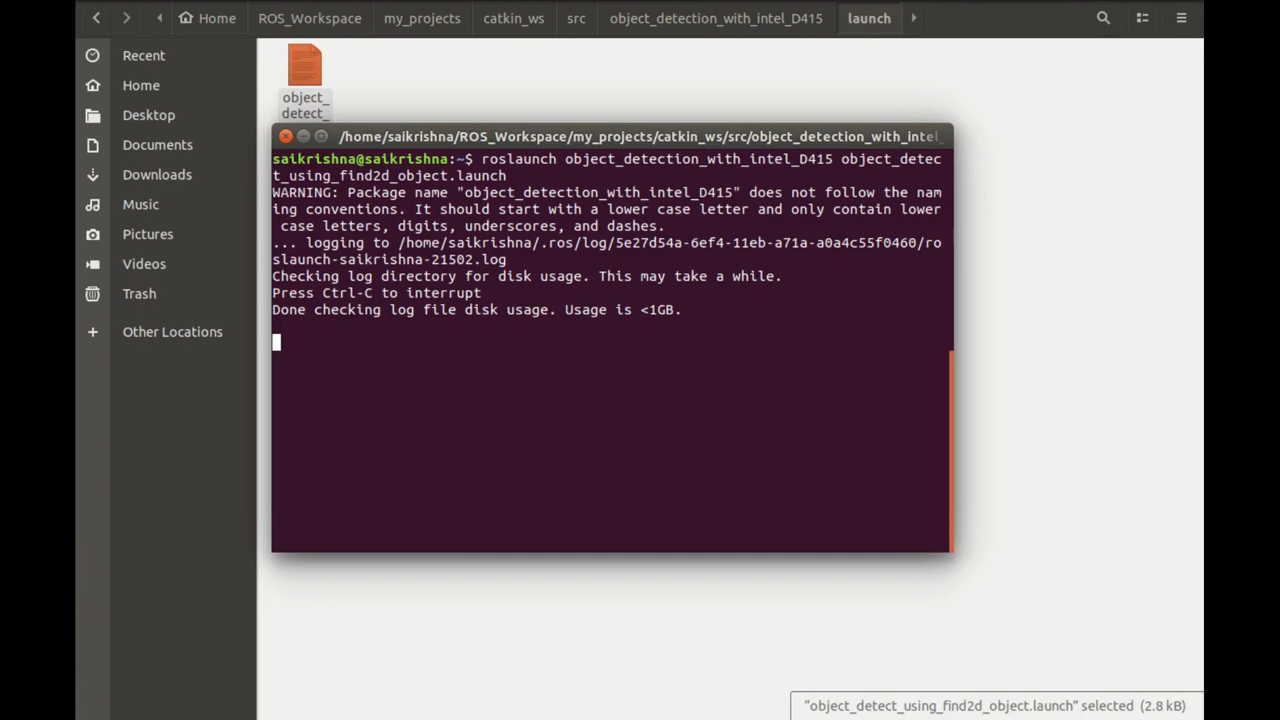 Home ROS_Workspace my_projects catkin_ws src object_detection_with_intel_D415 launch
Recent
Home
Desktop
Documents
Downloads
Music
Pictures
Videos
Trash
+ Other Locations
object_
detect_
/home/saikrishna/ROS_Workspace/my_projects/catkin_ws/src/object_detection_with_intel_
saikrishna@saikrishna:~$ roslaunch object_detection_with_intel_D415 object_detec
t_using_find2d_object.launch
WARNING: Package name "object_detection_with_intel_D415" does not follow the nam
ing conventions. It should start with a lower case letter and only contain lower
 case letters, digits, underscores, and dashes.
... logging to /home/saikrishna/.ros/log/5e27d54a-6ef4-11eb-a71a-a0a4c55f0460/ro
slaunch-saikrishna-21502.log
Checking log directory for disk usage. This may take a while.
Press Ctrl-C to interrupt
Done checking log file disk usage. Usage is <1GB.
“object_detect_using_find2d_object.launch” selected (2.8 kB)